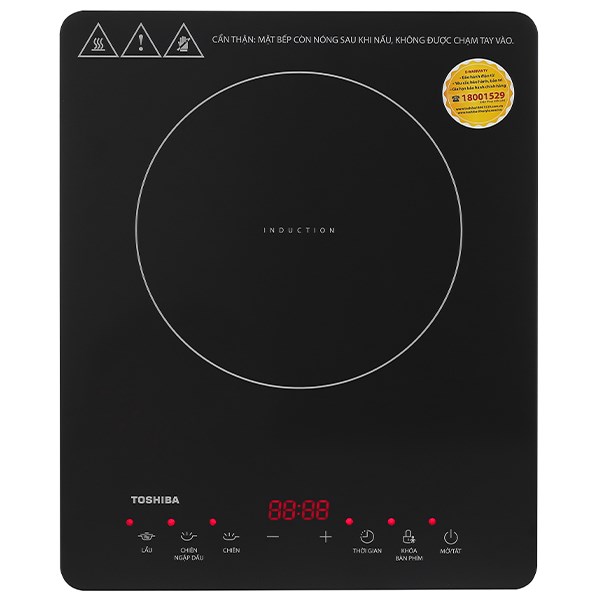 CẨN THẬN: MẶT BẾP CÒN NÓNG SAU KHI NẤU, KHÔNG ĐƯỢC CHẠM TAY VÀO.
E-WARRANTY
18001529
INDUCTION
TOSHIBA
88:88
LẨU
CHIÊN
NGẬP DẦU
CHIÊN
− +
THỜI GIAN
KHÓA
BÀN PHÍM
MỞ/TẮT